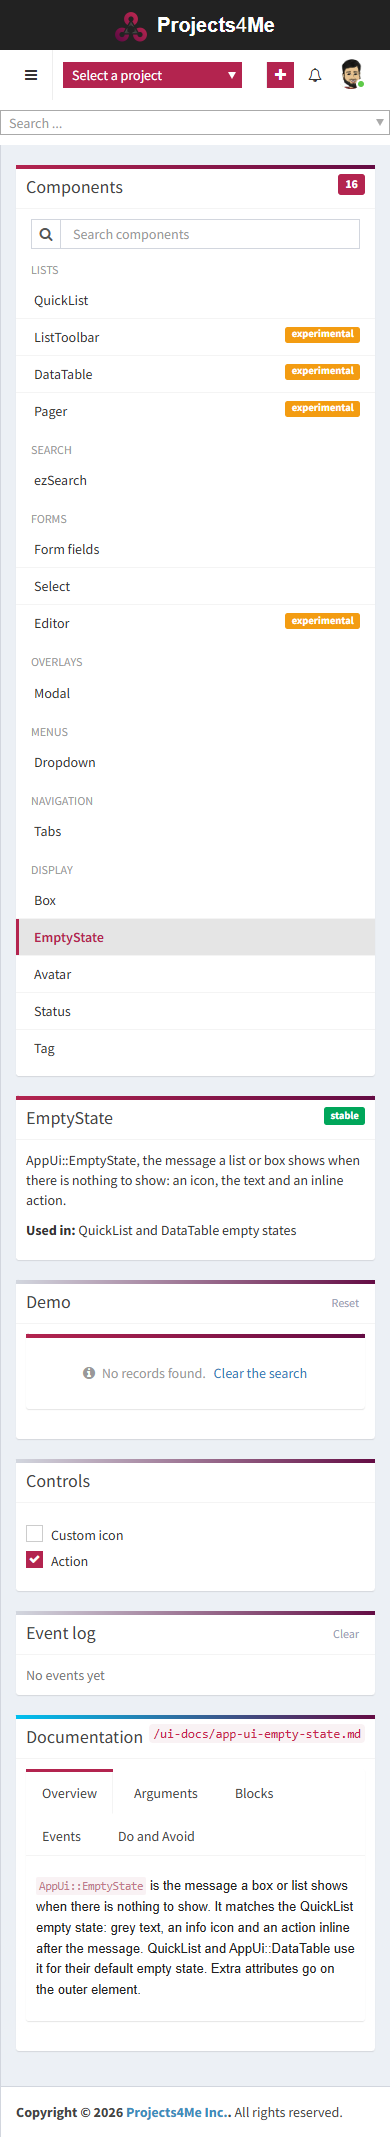 Projects4Me
Select a project
Search ...
Components
16
Search components
LISTS
QuickList
ListToolbar
experimental
DataTable
experimental
Pager
experimental
SEARCH
ezSearch
FORMS
Form fields
Select
Editor
experimental
OVERLAYS
Modal
MENUS
Dropdown
NAVIGATION
Tabs
DISPLAY
Box
EmptyState
Avatar
Status
Tag
EmptyState
stable
AppUi::EmptyState, the message a list or box shows when
there is nothing to show: an icon, the text and an inline
action.
Used in: QuickList and DataTable empty states
Demo
Reset
No records found. Clear the search
Controls
Custom icon
Action
Event log
Clear
No events yet
Documentation
/ui-docs/app-ui-empty-state.md
Overview
Arguments
Blocks
Events
Do and Avoid
AppUi::EmptyState is the message a box or list shows
when there is nothing to show. It matches the QuickList
empty state: grey text, an info icon and an action inline
after the message. QuickList and AppUi::DataTable use
it for their default empty state. Extra attributes go on
the outer element.
Copyright © 2026 Projects4Me Inc.. All rights reserved.